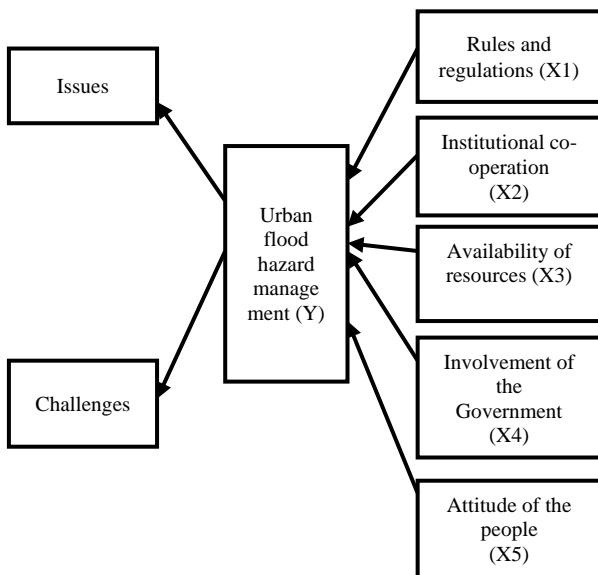 Issues
Challenges
Urban
flood
hazard
manage
ment (Y)
Rules and
regulations (X1)
Institutional co-
operation
(X2)
Availability of
resources (X3)
Involvement of
the
Government
(X4)
Attitude of the
people
(X5)